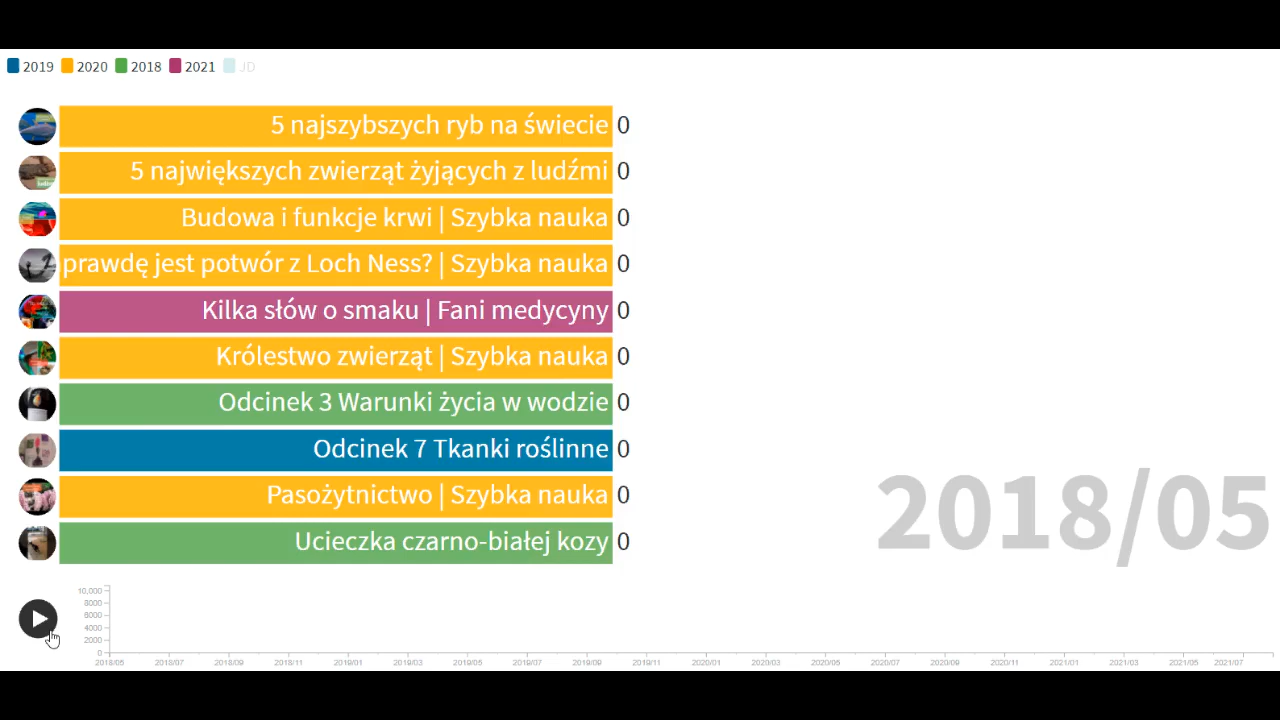 2019 2020 2018 2021 JD
5 najszybszych ryb na świecie 0
5 największych zwierząt żyjących z ludźmi 0
Budowa i funkcje krwi | Szybka nauka 0
prawdę jest potwór z Loch Ness? | Szybka nauka 0
Kilka słów o smaku | Fani medycyny 0
Królestwo zwierząt | Szybka nauka 0
Odcinek 3 Warunki życia w wodzie 0
Odcinek 7 Tkanki roślinne 0
Pasożytnictwo | Szybka nauka 0
Ucieczka czarno-białej kozy 0
2018/05
10,000
8000
6000
4000
2000
0
2018/05 2018/07 2018/09 2018/11 2019/01 2019/03 2019/05 2019/07 2019/09 2019/11 2020/01 2020/03 2020/05 2020/07 2020/09 2020/11 2021/01 2021/03 2021/05 2021/07